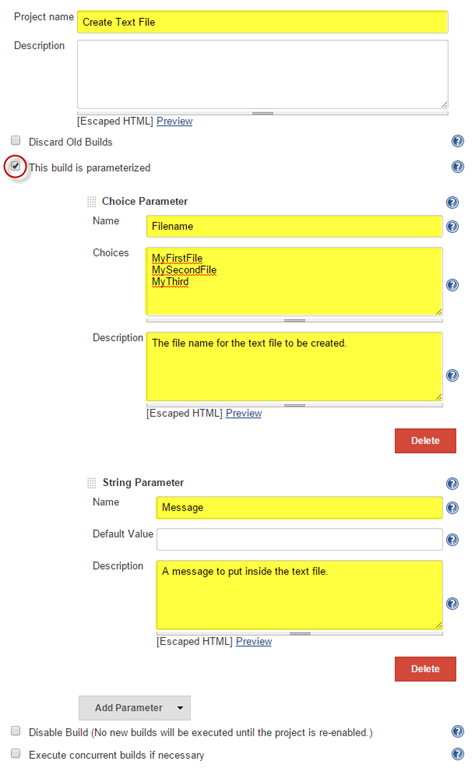 Project name
Create Text File
Description
[Escaped HTML] Preview
Discard Old Builds
This build is parameterized
Choice Parameter
Name
Filename
Choices
MyFirstFile
MySecondFile
MyThird
Description
The file name for the text file to be created.
[Escaped HTML] Preview
Delete
String Parameter
Name
Message
Default Value
Description
A message to put inside the text file.
[Escaped HTML] Preview
Delete
Add Parameter
Disable Build (No new builds will be executed until the project is re-enabled.)
Execute concurrent builds if necessary